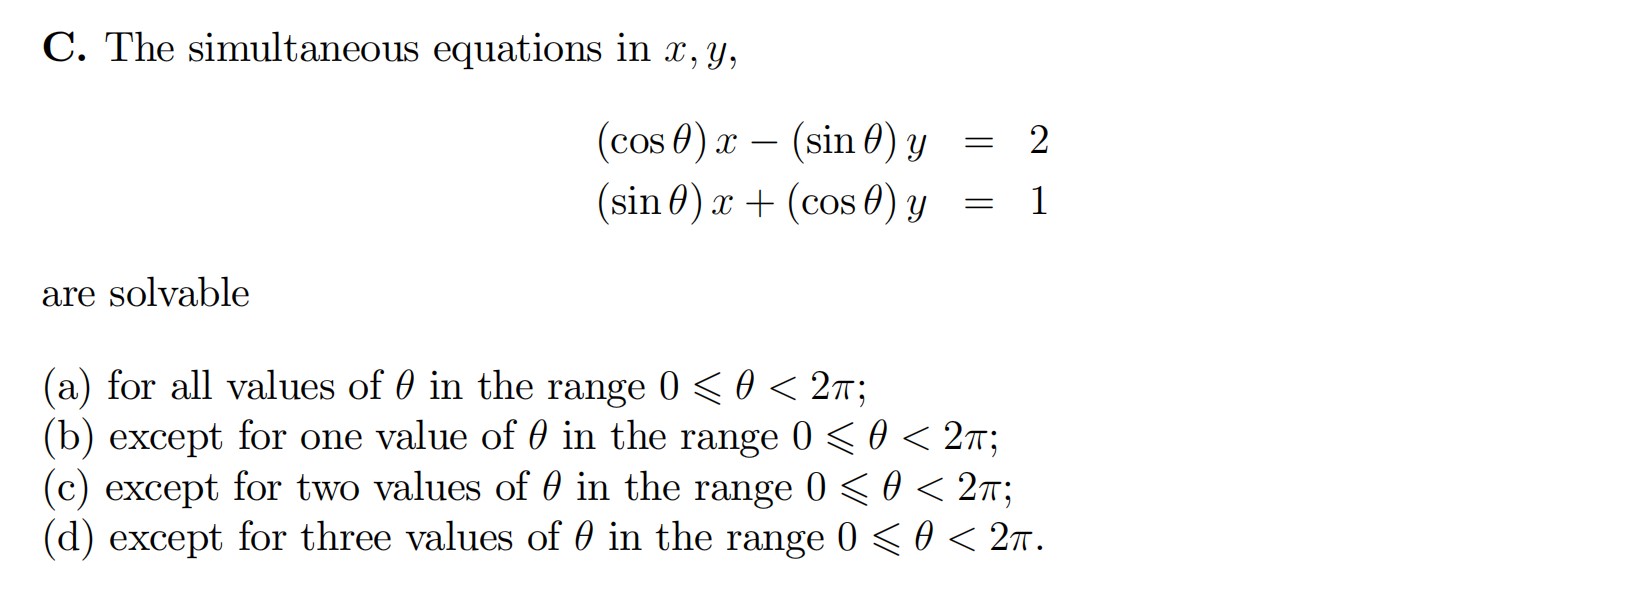 C. The simultaneous equations in x, y,
(cos θ) x − (sin θ) y = 2
(sin θ) x + (cos θ) y = 1
are solvable
(a) for all values of θ in the range 0 ⩽ θ < 2π;
(b) except for one value of θ in the range 0 ⩽ θ < 2π;
(c) except for two values of θ in the range 0 ⩽ θ < 2π;
(d) except for three values of θ in the range 0 ⩽ θ < 2π.